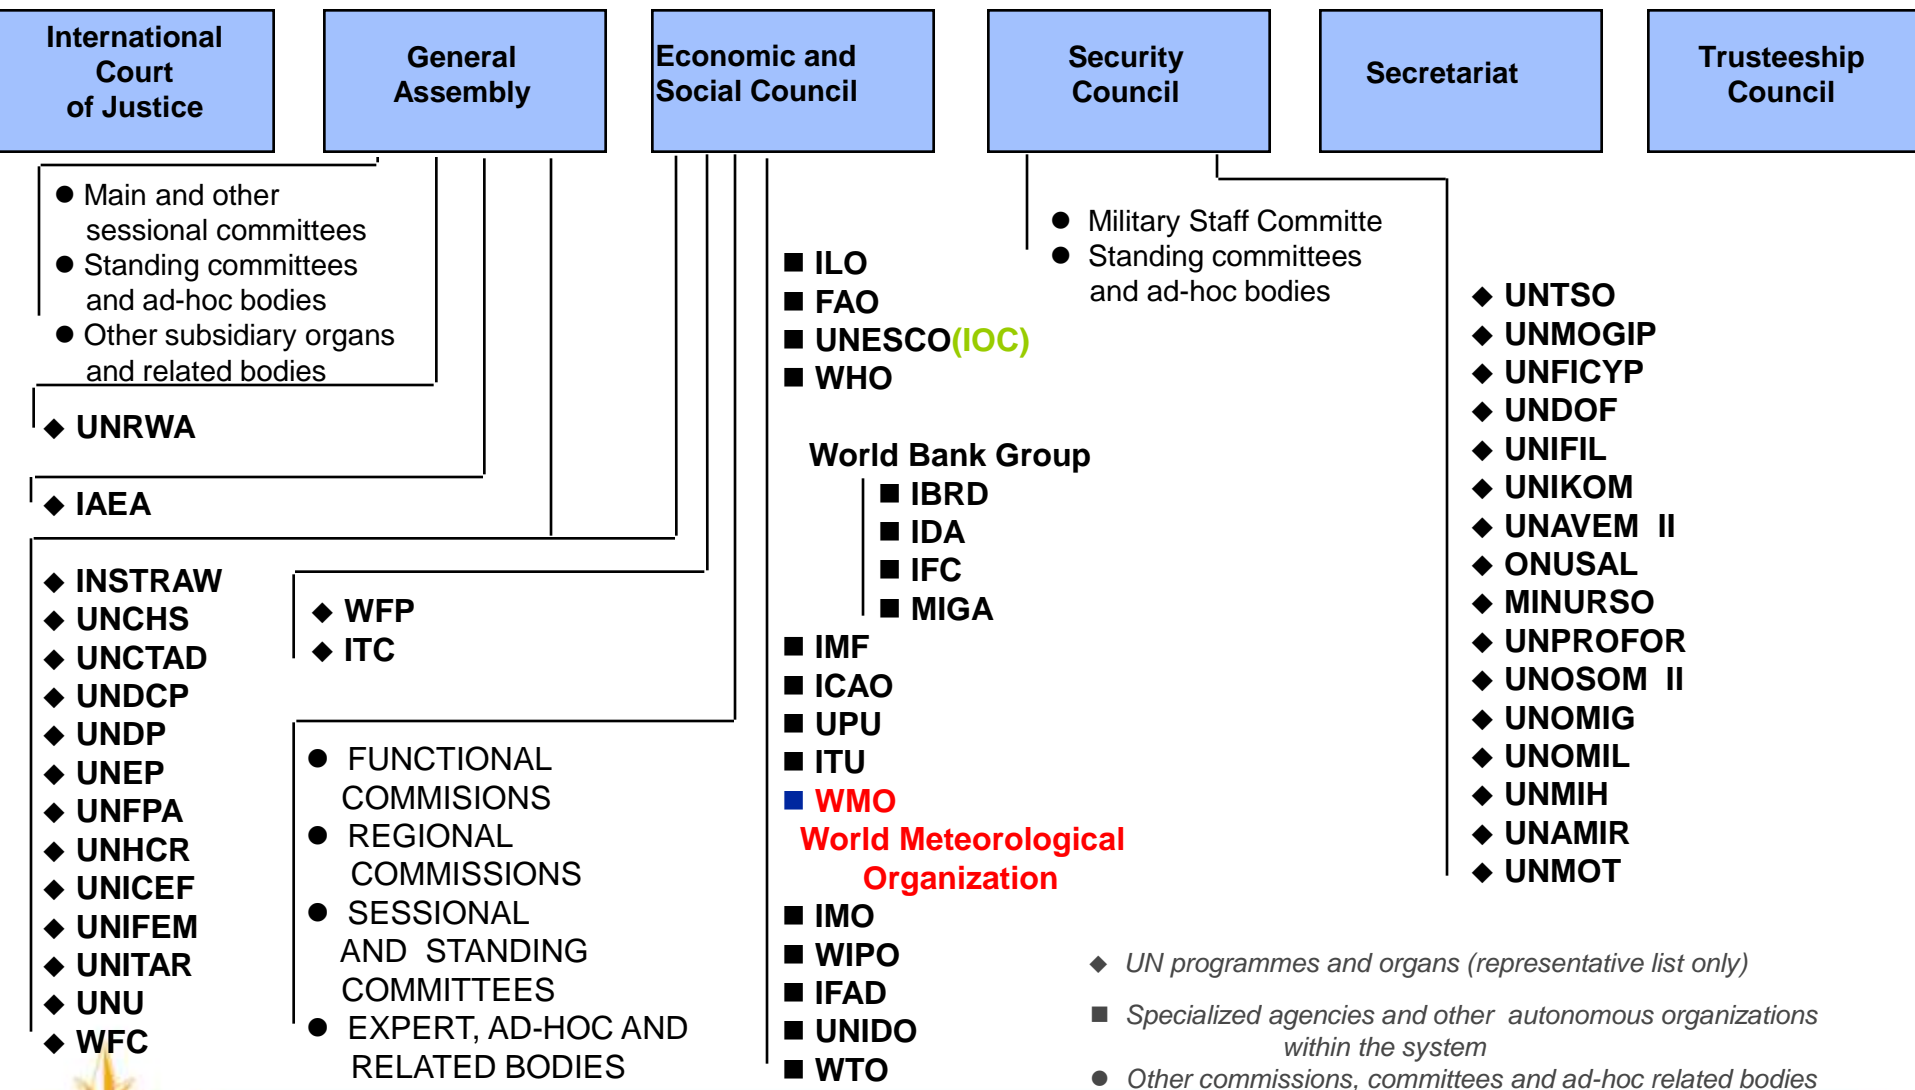 International
Court
of Justice
General
Assembly
Economic and
Social Council
Security
Council
Secretariat
Trusteeship
Council
● Main and other
sessional committees
● Standing committees
and ad-hoc bodies
● Other subsidiary organs
and related bodies
◆ UNRWA
◆ IAEA
◆ INSTRAW
◆ UNCHS
◆ UNCTAD
◆ UNDCP
◆ UNDP
◆ UNEP
◆ UNFPA
◆ UNHCR
◆ UNICEF
◆ UNIFEM
◆ UNITAR
◆ UNU
◆ WFC
◆ WFP
◆ ITC
● FUNCTIONAL
COMMISIONS
● REGIONAL
COMMISSIONS
● SESSIONAL
AND STANDING
COMMITTEES
● EXPERT, AD-HOC AND
RELATED BODIES
■ ILO
■ FAO
■ UNESCO(IOC)
■ WHO
World Bank Group
■ IBRD
■ IDA
■ IFC
■ MIGA
■ IMF
■ ICAO
■ UPU
■ ITU
■ WMO
World Meteorological
Organization
■ IMO
■ WIPO
■ IFAD
■ UNIDO
■ WTO
● Military Staff Committe
● Standing committees
and ad-hoc bodies
◆ UNTSO
◆ UNMOGIP
◆ UNFICYP
◆ UNDOF
◆ UNIFIL
◆ UNIKOM
◆ UNAVEM II
◆ ONUSAL
◆ MINURSO
◆ UNPROFOR
◆ UNOSOM II
◆ UNOMIG
◆ UNOMIL
◆ UNMIH
◆ UNAMIR
◆ UNMOT
◆ UN programmes and organs (representative list only)
■ Specialized agencies and other autonomous organizations
within the system
● Other commissions, committees and ad-hoc related bodies